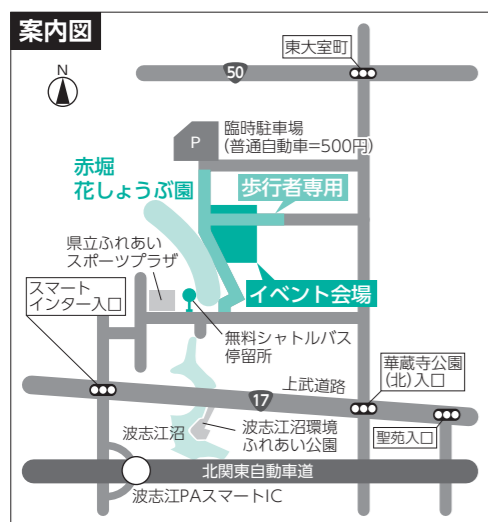 案内図
N
東大室町
50
P
臨時駐車場
(普通自動車=500円)
赤堀
花しょうぶ園
歩行者専用
県立ふれあい
スポーツプラザ
イベント会場
スマート
インター入口
無料シャトルバス
停留所
華蔵寺公園
(北)入口
上武道路
17
波志江沼
波志江沼環境
ふれあい公園
聖苑入口
北関東自動車道
波志江PAスマートIC